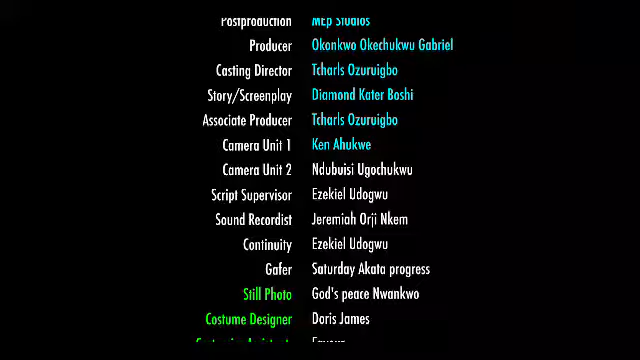 Postproduction MEp Studios
Producer Okonkwo Okechukwu Gabriel
Casting Director Tcharls Ozuruigbo
Story/Screenplay Diamond Kater Boshi
Associate Producer Tcharls Ozuruigbo
Camera Unit 1 Ken Ahukwe
Camera Unit 2 Ndubuisi Ugochukwu
Script Supervisor Ezekiel Udogwu
Sound Recordist Jeremiah Orji Nkem
Continuity Ezekiel Udogwu
Gafer Saturday Akata progress
Still Photo God's peace Nwankwo
Costume Designer Doris James